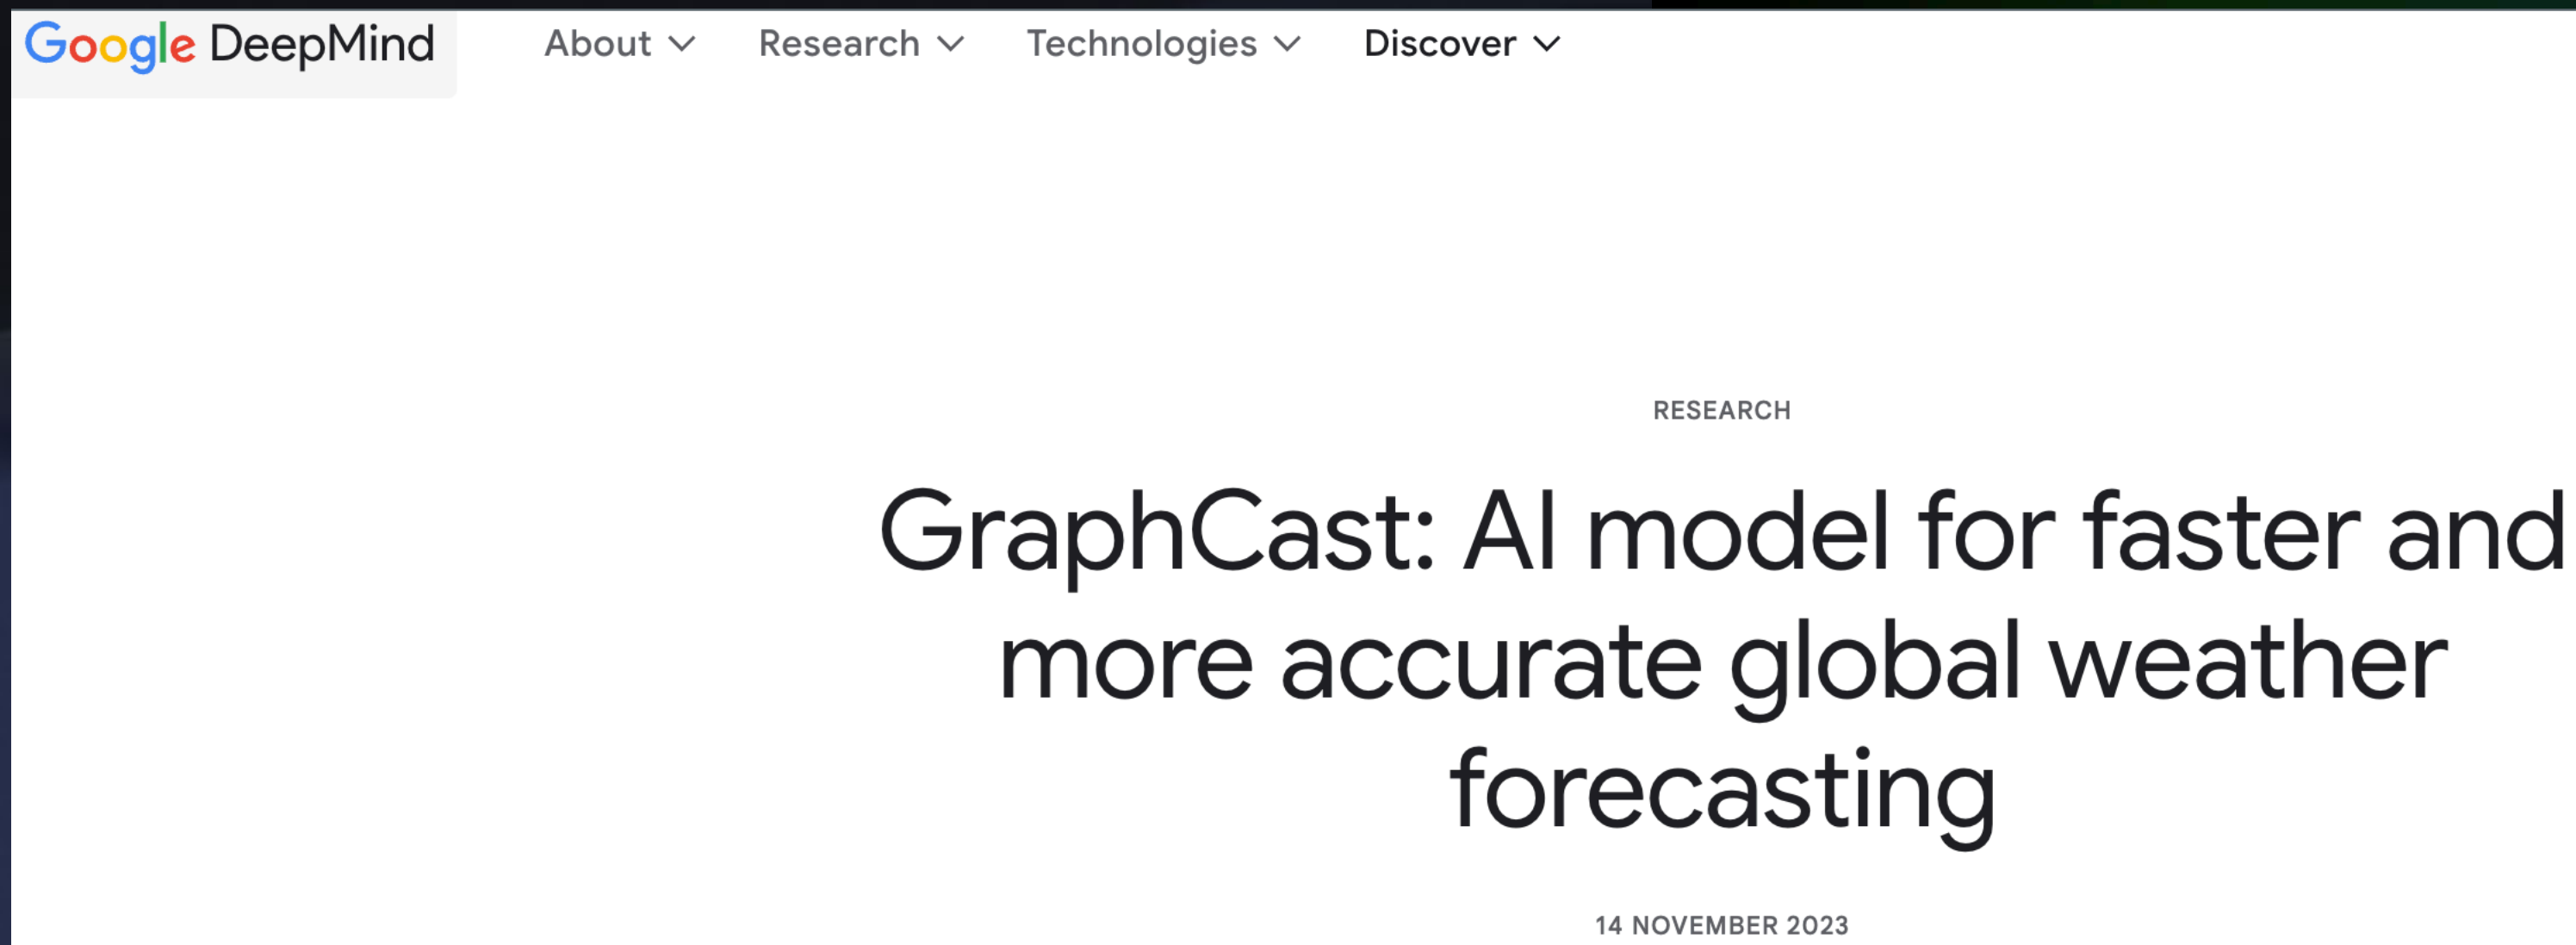 Google DeepMind About Research Technologies Discover
RESEARCH
GraphCast: AI model for faster and
more accurate global weather
forecasting
14 NOVEMBER 2023